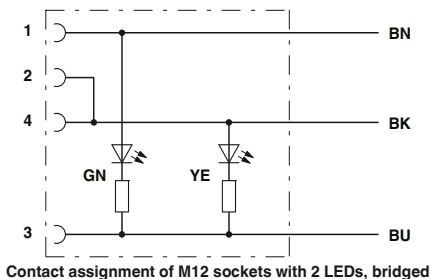 1 BN
2
4 BK
GN YE
3 BU
Contact assignment of M12 sockets with 2 LEDs, bridged